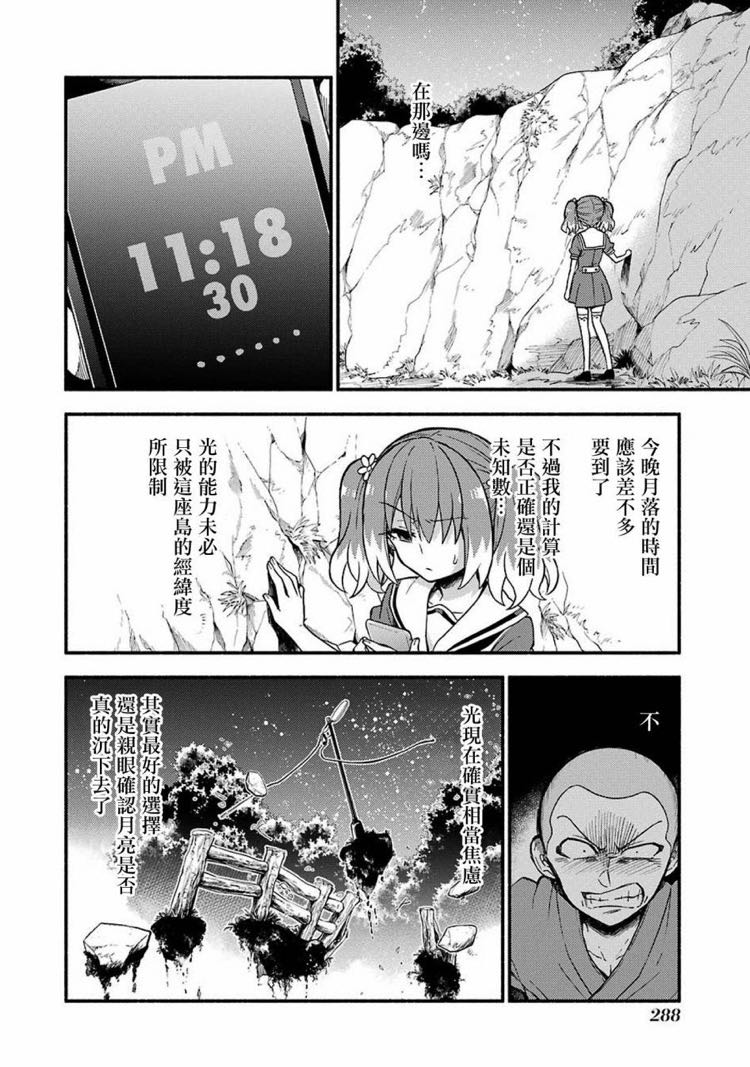 在那邊嗎…
PM
11:18
30
......
今晚月落的時間
應該差不多
要到了
不過我的計算
是否正確還是個
未知數…
光的能力未必
只被這座島的經緯度
所限制
不
光現在確實相當焦慮
其實最好的選擇
還是親眼確認月亮是否
真的沉下去了
288